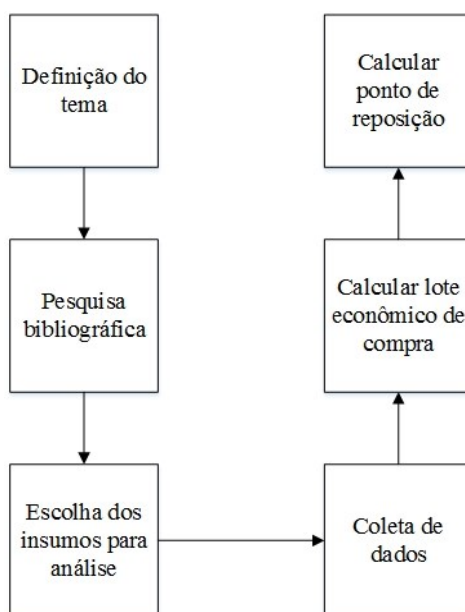 Definição do
tema
Pesquisa
bibliográfica
Escolha dos
insumos para
análise
Coleta de
dados
Calcular lote
econômico de
compra
Calcular
ponto de
reposição